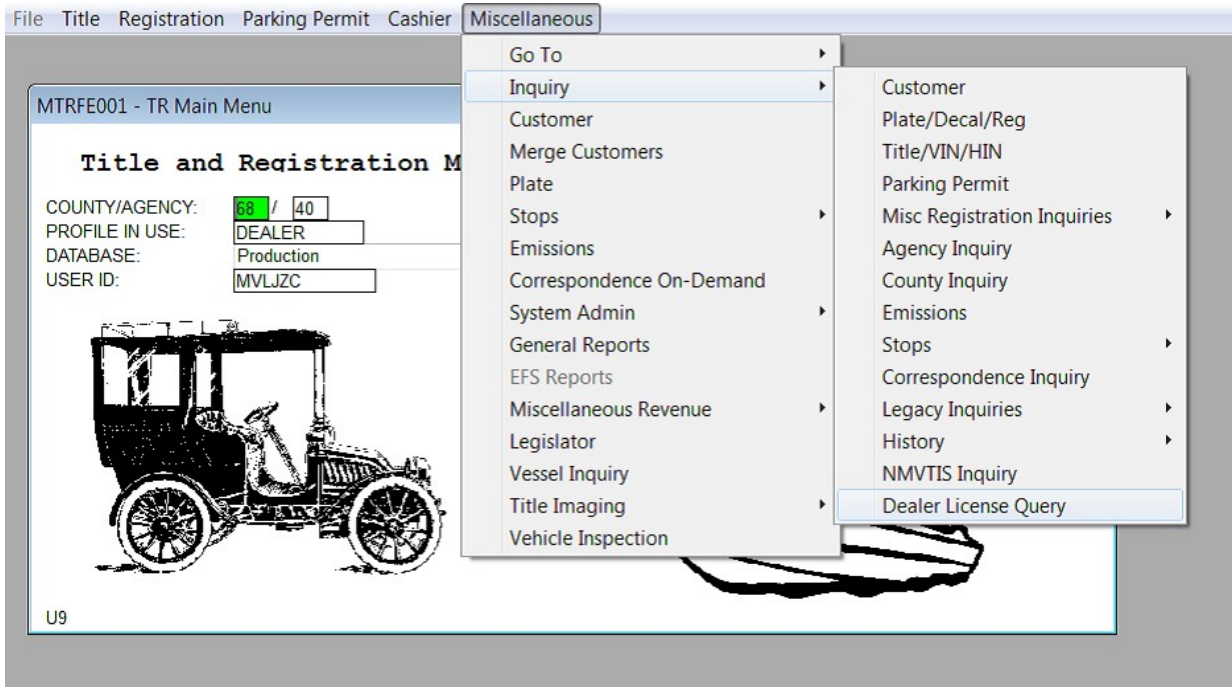 File Title Registration Parking Permit Cashier Miscellaneous
MTRFE001 - TR Main Menu
Title and Registration M
COUNTY/AGENCY: 68 / 40
PROFILE IN USE: DEALER
DATABASE: Production
USER ID: MVLJZC
U9
Go To
Inquiry
Customer
Merge Customers
Plate
Stops
Emissions
Correspondence On-Demand
System Admin
General Reports
EFS Reports
Miscellaneous Revenue
Legislator
Vessel Inquiry
Title Imaging
Vehicle Inspection
Customer
Plate/Decal/Reg
Title/VIN/HIN
Parking Permit
Misc Registration Inquiries
Agency Inquiry
County Inquiry
Emissions
Stops
Correspondence Inquiry
Legacy Inquiries
History
NMVTIS Inquiry
Dealer License Query